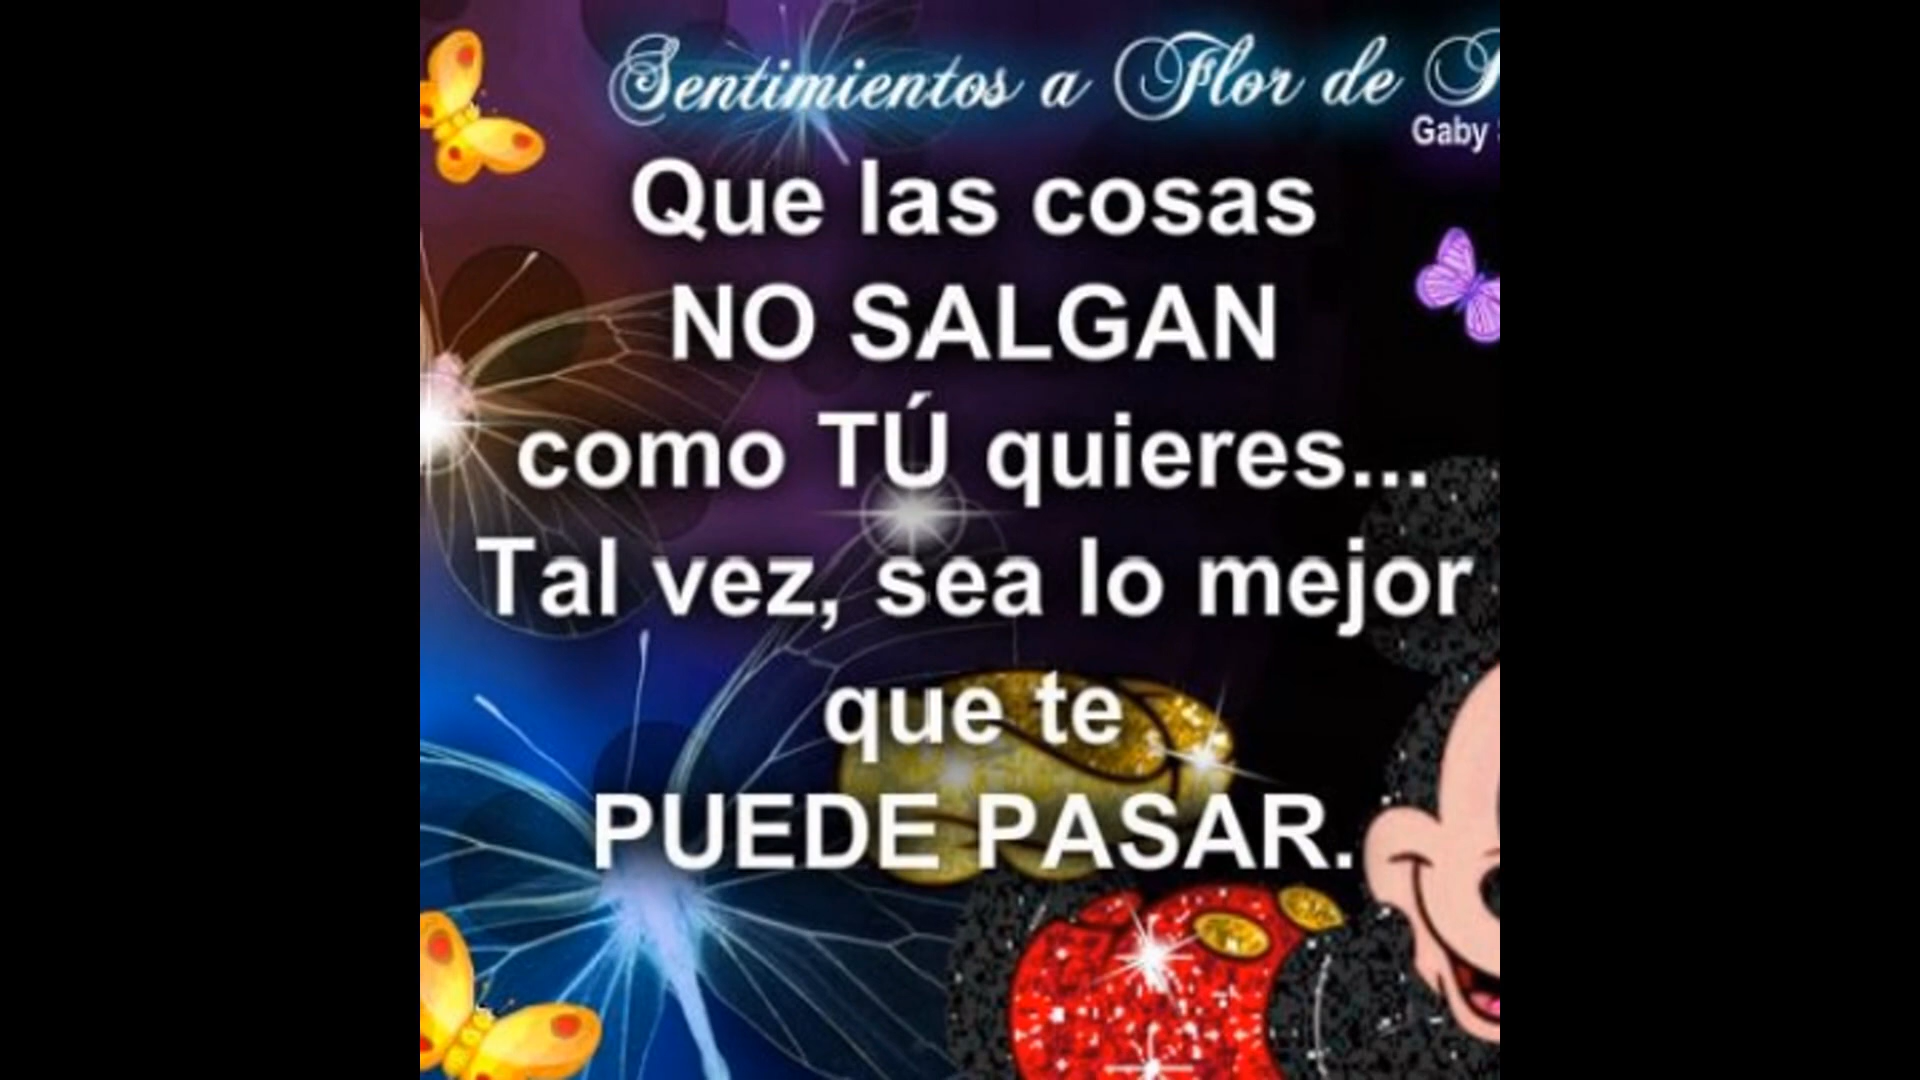 Sentimientos a Flor de
Gaby
Que las cosas
NO SALGAN
como TÚ quieres...
Tal vez, sea lo mejor
que te
PUEDE PASAR.